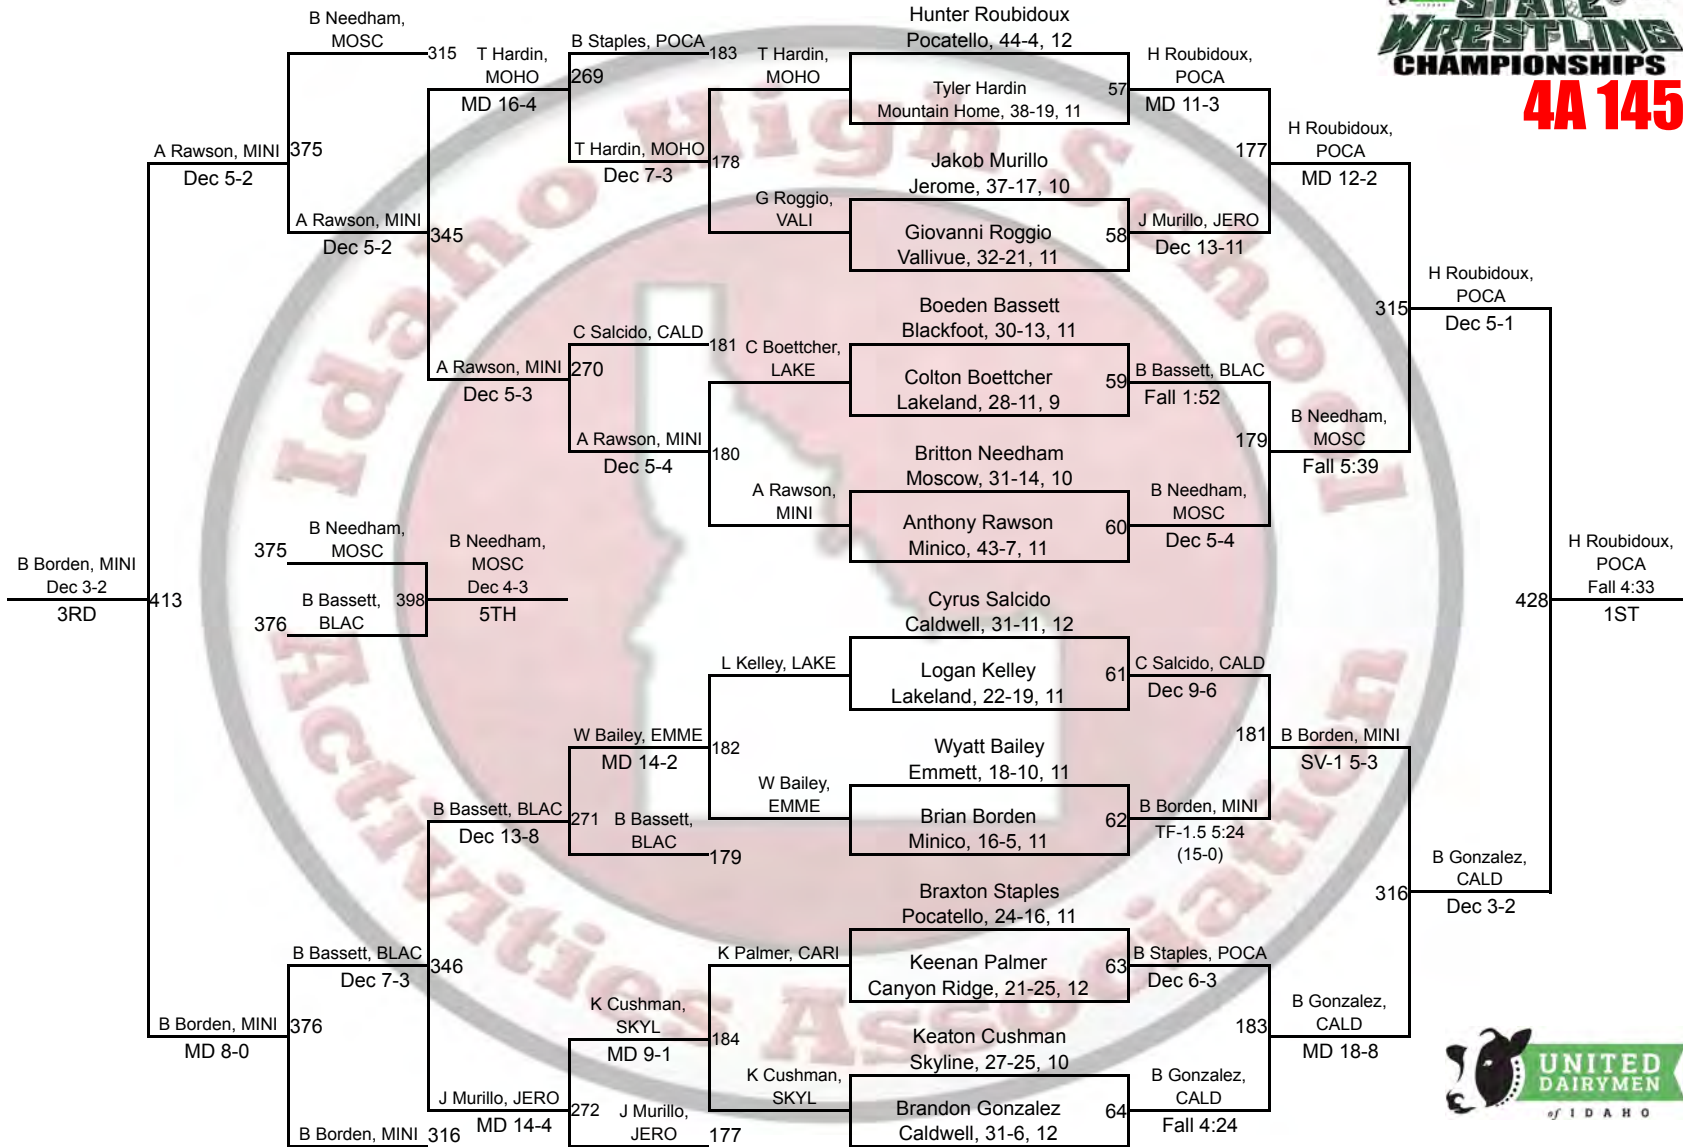 STATE
WRESTLING
CHAMPIONSHIPS
4A 145
Idaho High School
Activities Association
Hunter Roubidoux
Pocatello, 44-4, 12
Tyler Hardin
Mountain Home, 38-19, 11
57
Jakob Murillo
Jerome, 37-17, 10
Giovanni Roggio
Vallivue, 32-21, 11
58
Boeden Bassett
Blackfoot, 30-13, 11
Colton Boettcher
Lakeland, 28-11, 9
59
Britton Needham
Moscow, 31-14, 10
Anthony Rawson
Minico, 43-7, 11
60
Cyrus Salcido
Caldwell, 31-11, 12
Logan Kelley
Lakeland, 22-19, 11
61
Wyatt Bailey
Emmett, 18-10, 11
Brian Borden
Minico, 16-5, 11
62
Braxton Staples
Pocatello, 24-16, 11
Keenan Palmer
Canyon Ridge, 21-25, 12
63
Keaton Cushman
Skyline, 27-25, 10
Brandon Gonzalez
Caldwell, 31-6, 12
64
H Roubidoux,
POCA
MD 11-3
J Murillo, JERO
Dec 13-11
177
B Bassett, BLAC
Fall 1:52
B Needham,
MOSC
Dec 5-4
179
C Salcido, CALD
Dec 9-6
B Borden, MINI
TF-1.5 5:24
(15-0)
181
B Staples, POCA
Dec 6-3
B Gonzalez,
CALD
Fall 4:24
183
H Roubidoux,
POCA
MD 12-2
B Needham,
MOSC
Fall 5:39
315
B Borden, MINI
SV-1 5-3
B Gonzalez,
CALD
MD 18-8
316
H Roubidoux,
POCA
Dec 5-1
B Gonzalez,
CALD
Dec 3-2
428
H Roubidoux,
POCA
Fall 4:33
1ST
T Hardin,
MOHO
G Roggio,
VALI
178
C Boettcher,
LAKE
A Rawson,
MINI
180
L Kelley, LAKE
W Bailey,
EMME
182
K Palmer, CARI
K Cushman,
SKYL
184
B Staples, POCA
183
T Hardin, MOHO
Dec 7-3
269
C Salcido, CALD
181
A Rawson, MINI
Dec 5-4
270
W Bailey, EMME
MD 14-2
B Bassett,
BLAC
179
271
K Cushman,
SKYL
MD 9-1
J Murillo,
JERO
177
272
T Hardin,
MOHO
MD 16-4
A Rawson, MINI
Dec 5-3
345
B Bassett, BLAC
Dec 13-8
J Murillo, JERO
MD 14-4
346
B Needham,
MOSC
315
A Rawson, MINI
Dec 5-2
375
B Bassett, BLAC
Dec 7-3
B Borden, MINI
316
376
A Rawson, MINI
Dec 5-2
B Borden, MINI
MD 8-0
413
B Borden, MINI
Dec 3-2
3RD
375
B Needham,
MOSC
376
B Bassett,
BLAC
398
B Needham,
MOSC
Dec 4-3
5TH
UNITED
DAIRYMEN
of IDAHO